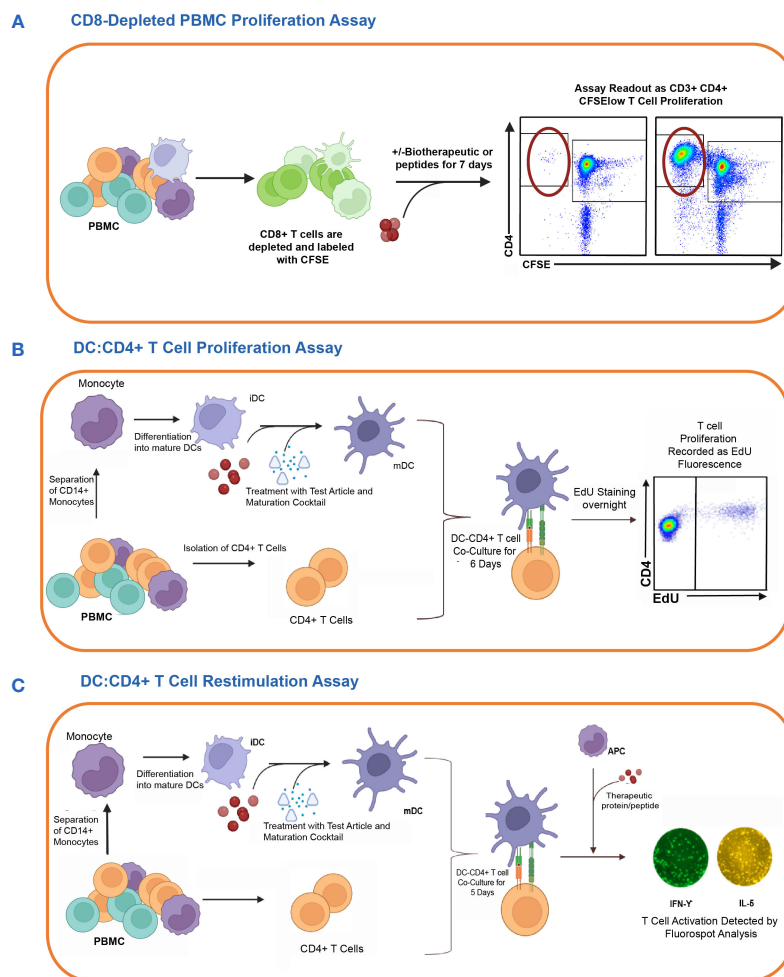 A
CD8-Depleted PBMC Proliferation Assay
Assay Readout as CD3+ CD4+
CFSElow T Cell Proliferation
+/-Biotherapeutic or
peptides for 7 days
PBMC
CD8+ T cells are
depleted and labeled
with CFSE
CD4
CFSE
B
DC:CD4+ T Cell Proliferation Assay
Monocyte
iDC
Differentiation
into mature DCs
mDC
Treatment with Test Article and
Maturation Cocktail
Separation
of CD14+
Monocytes
Isolation of CD4+ T Cells
PBMC
CD4+ T Cells
DC-CD4+ T cell
Co-Culture for
6 Days
EdU Staining
overnight
T cell
Proliferation
Recorded as EdU
Fluorescence
CD4
EdU
C
DC:CD4+ T Cell Restimulation Assay
Monocyte
iDC
Differentiation
into mature DCs
mDC
Treatment with Test Article and
Maturation Cocktail
Separation
of CD14+
Monocytes
PBMC
CD4+ T Cells
DC-CD4+ T cell
Co-Culture for
5 Days
APC
Therapeutic
protein/peptide
IFN-Y
IL-5
T Cell Activation Detected by
Fluorospot Analysis